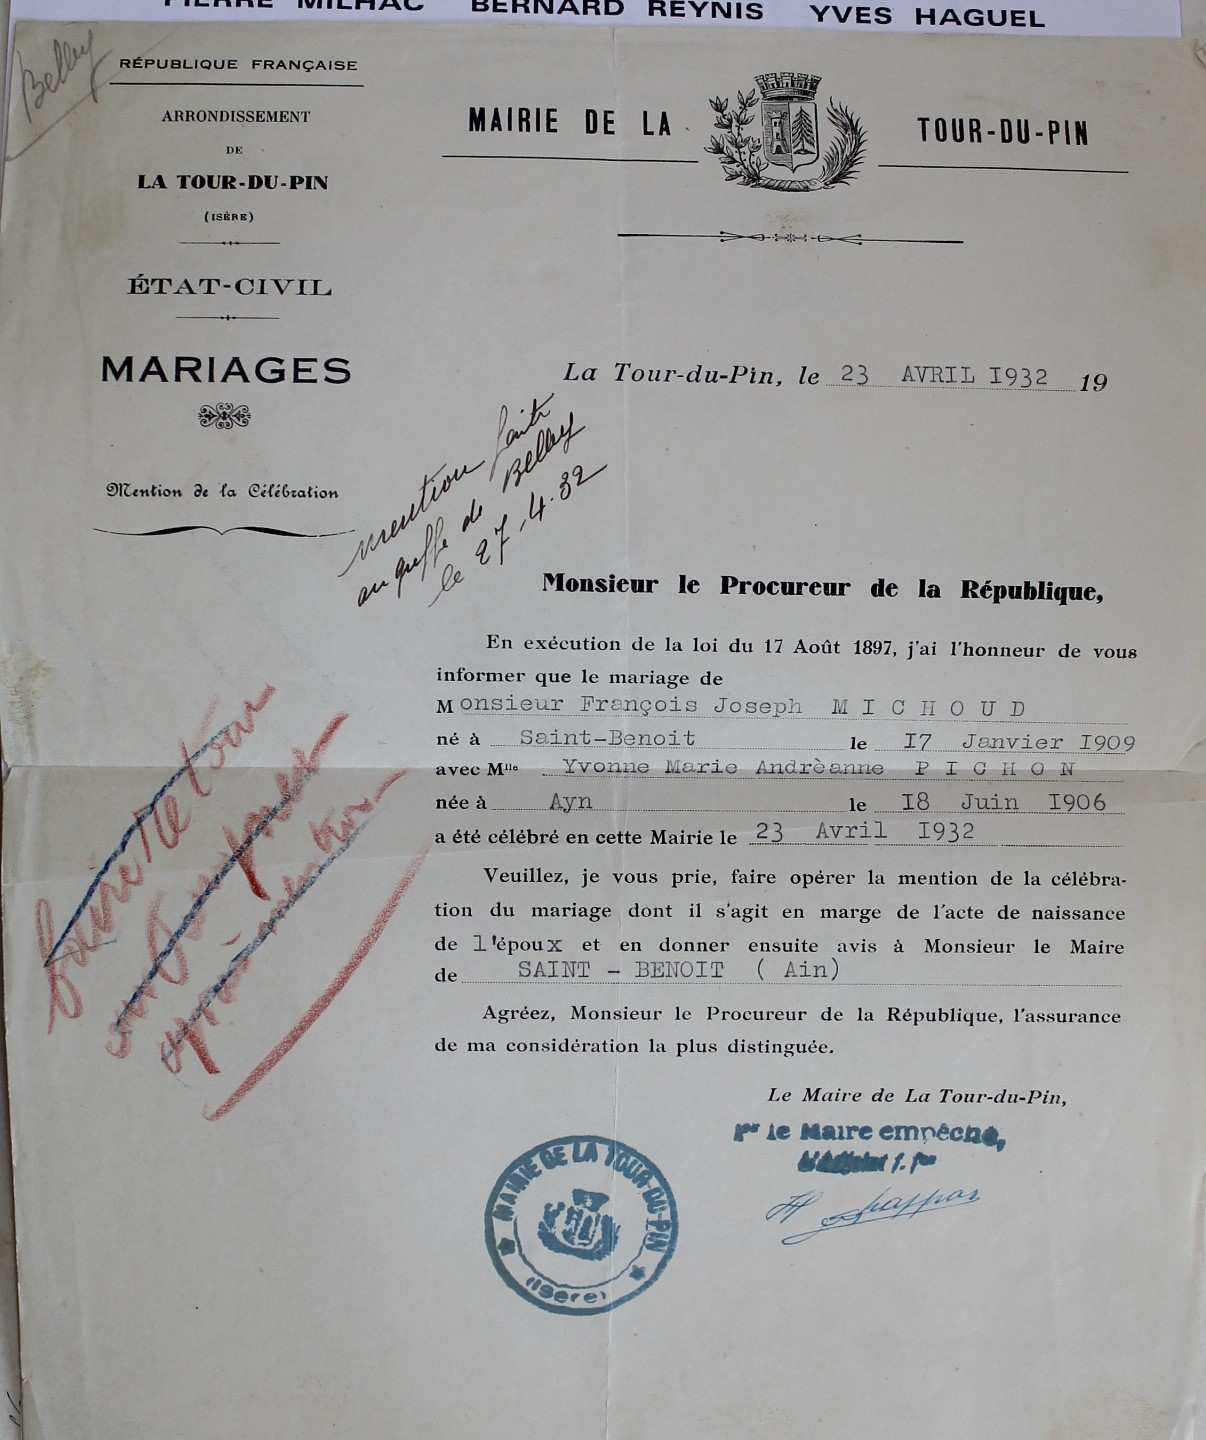 PIERRE MILHAC BERNARD REYNIS YVES HAGUEL
Belley
RÉPUBLIQUE FRANÇAISE
ARRONDISSEMENT
DE
LA TOUR-DU-PIN
(ISÈRE)
ÉTAT-CIVIL
MARIAGES
Mention de la Célébration
MAIRIE DE LA TOUR-DU-PIN
La Tour-du-Pin, le 23 AVRIL I932 19
mention faite
au greffe de Belley
le 27-4-32
Monsieur le Procureur de la République,
En exécution de la loi du 17 Août 1897, j'ai l'honneur de vous
informer que le mariage de
Monsieur François Joseph M I C H O U D
né à Saint-Benoit le I7 Janvier I909
avec Mlle Yvonne Marie Andrèanne P I C H O N
née à Ayn le I8 Juin I906
a été célébré en cette Mairie le 23 Avril I932
Veuillez, je vous prie, faire opérer la mention de la célébra-
tion du mariage dont il s'agit en marge de l'acte de naissance
de l'époux et en donner ensuite avis à Monsieur le Maire
de SAINT - BENOIT ( Ain)
Agréez, Monsieur le Procureur de la République, l'assurance
de ma considération la plus distinguée.
faire retour
après mention
Le Maire de La Tour-du-Pin,
Pr le Maire empêché,
MAIRIE DE LA TOUR-DU-PIN
(Isère)